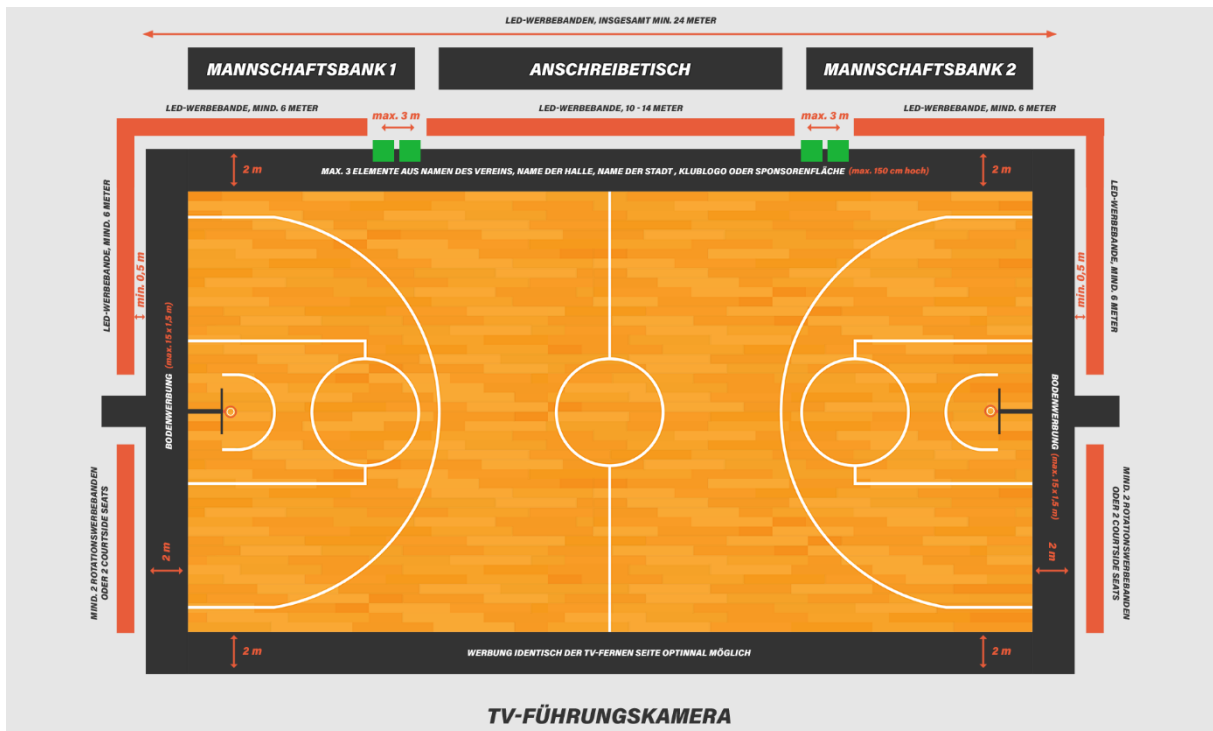 LED-WERBEBANDEN, INSGESAMT MIN. 24 METER
MANNSCHAFTSBANK 1
ANSCHREIBETISCH
MANNSCHAFTSBANK 2
LED-WERBEBANDE, MIND. 6 METER
LED-WERBEBANDE, 10 - 14 METER
LED-WERBEBANDE, MIND. 6 METER
max. 3 m
max. 3 m
2 m
MAX. 3 ELEMENTE AUS NAMEN DES VEREINS, NAME DER HALLE, NAME DER STADT , KLUBLOGO ODER SPONSORENFLÄCHE (max. 150 cm hoch)
2 m
LED-WERBEBANDE, MIND. 6 METER
min. 0,5 m
BODENWERBUNG (max. 15 x 1,5 m)
MIND. 2 ROTATIONSWERBEBANDEN
ODER 2 COURTSIDE SEATS
2 m
LED-WERBEBANDE, MIND. 6 METER
min. 0,5 m
BODENWERBUNG (max. 15 x 1,5 m)
MIND. 2 ROTATIONSWERBEBANDEN
ODER 2 COURTSIDE SEATS
2 m
2 m
WERBUNG IDENTISCH DER TV-FERNEN SEITE OPTINNAL MÖGLICH
2 m
TV-FÜHRUNGSKAMERA